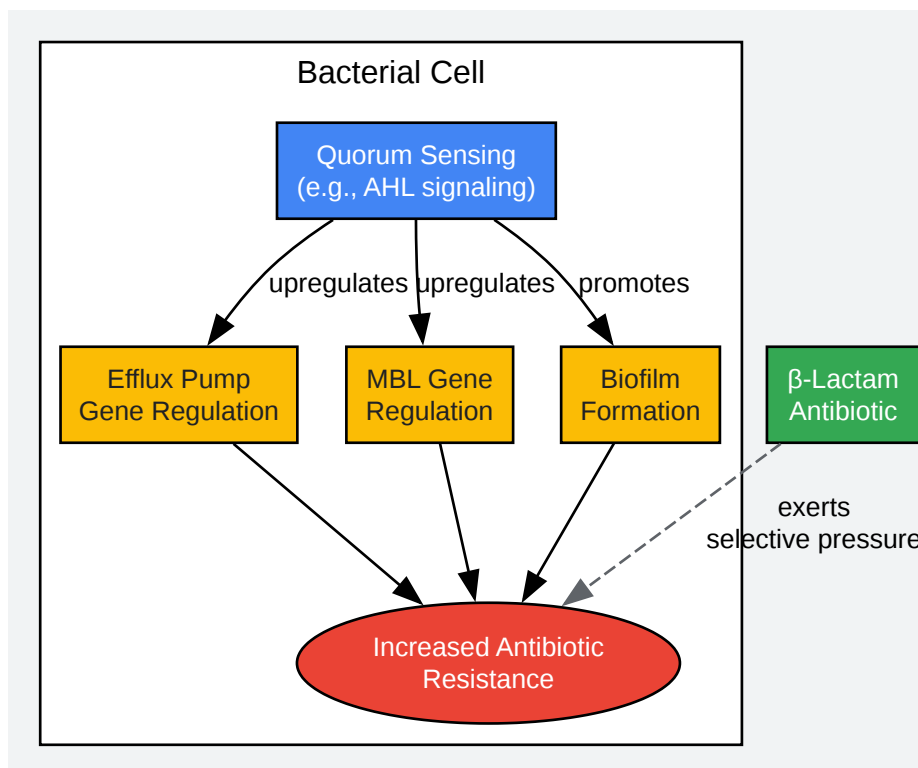 Bacterial Cell
Quorum Sensing
(e.g., AHL signaling)
upregulates
upregulates
promotes
Efflux Pump
Gene Regulation
MBL Gene
Regulation
Biofilm
Formation
β-Lactam
Antibiotic
exerts
selective pressure
Increased Antibiotic
Resistance